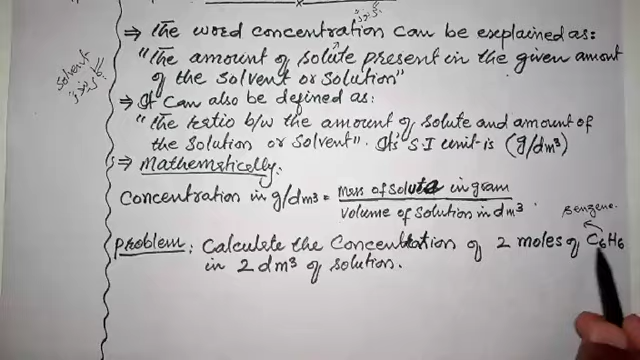 ⇒ The word concentration can be explained as:
"The amount of solute present in the given amount
of the solvent or solution"
solvent
⇒ It can also be defined as:
"The ratio b/w the amount of solute and amount of
the solution or solvent". It's S.I unit is (g/dm³)
⇒ Mathematically:
Concentration in g/dm³ = Mass of solute in gram
Volume of solution in dm³.
Benzene.
Problem: Calculate the Concentration of 2 moles of C6H6
in 2 dm³ of solution.